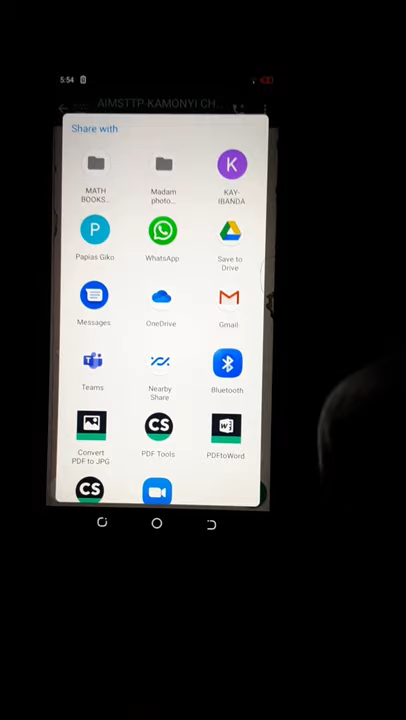 5:54
AIMSTTP-KAMONYI CH...
Share with
MATH
BOOKS...
Madam
photo...
K
KAY-
IBANDA
P
Papias Giko
WhatsApp
Save to
Drive
Messages
OneDrive
Gmail
T
Teams
Nearby
Share
Bluetooth
CS
W
Convert
PDF to JPG
PDF Tools
PDFtoWord
CS